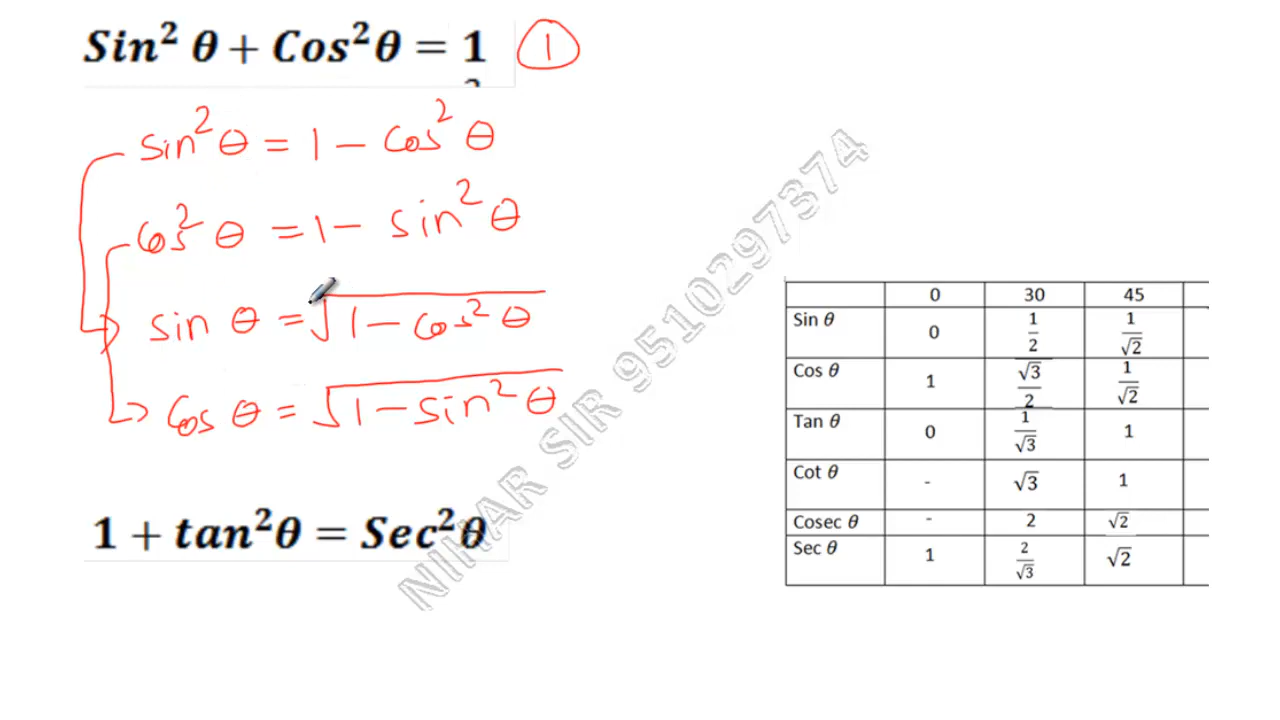 Sin² θ + Cos²θ = 1 ①
sin²θ = 1 - cos²θ
cos²θ = 1 - sin²θ
sin θ = √1 - cos²θ
cos θ = √1 - sin²θ
1 + tan²θ = Sec²θ
NIHAR SIR 9510297374
0 30 45
Sin θ 0 1/2 1/√2
Cos θ 1 √3/2 1/√2
Tan θ 0 1/√3 1
Cot θ - √3 1
Cosec θ - 2 √2
Sec θ 1 2/√3 √2